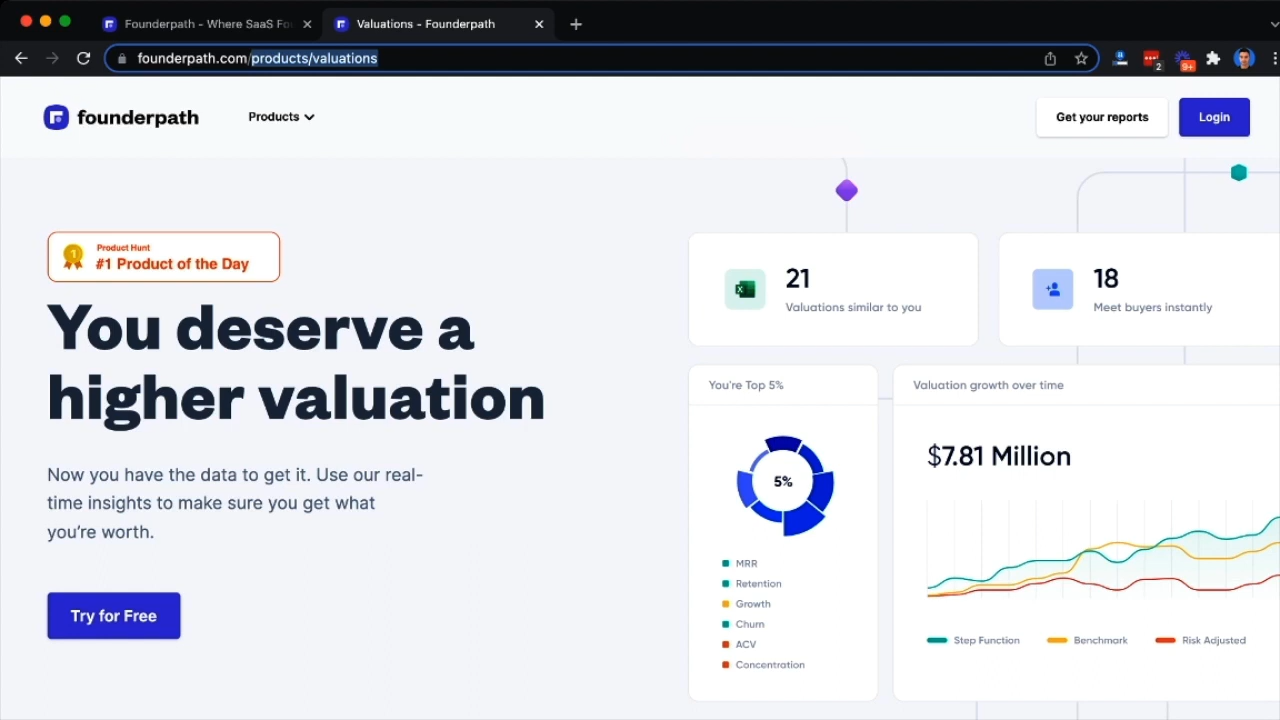 Founderpath - Where SaaS Fo
Valuations - Founderpath
founderpath.com/products/valuations
2
9+
founderpath
Products
Get your reports
Login
1
Product Hunt
#1 Product of the Day
You deserve a
higher valuation
Now you have the data to get it. Use our real-
time insights to make sure you get what
you're worth.
Try for Free
X
21
Valuations similar to you
18
Meet buyers instantly
You're Top 5%
5%
MRR
Retention
Growth
Churn
ACV
Concentration
Valuation growth over time
$7.81 Million
Step Function
Benchmark
Risk Adjusted